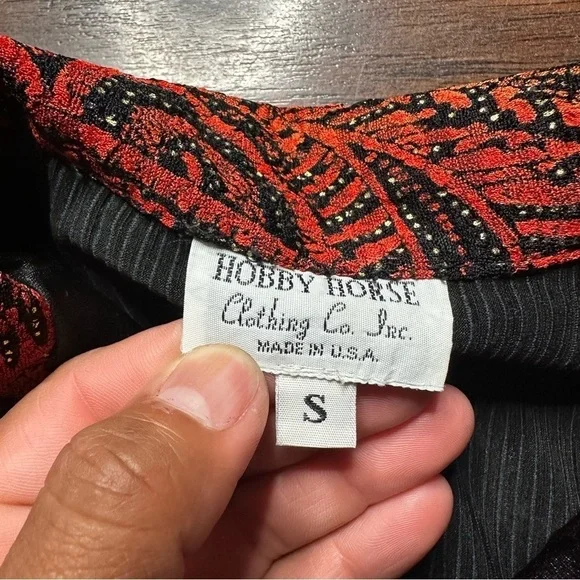 HOBBY HORSE
Clothing Co. Inc.
MADE IN U.S.A.
S